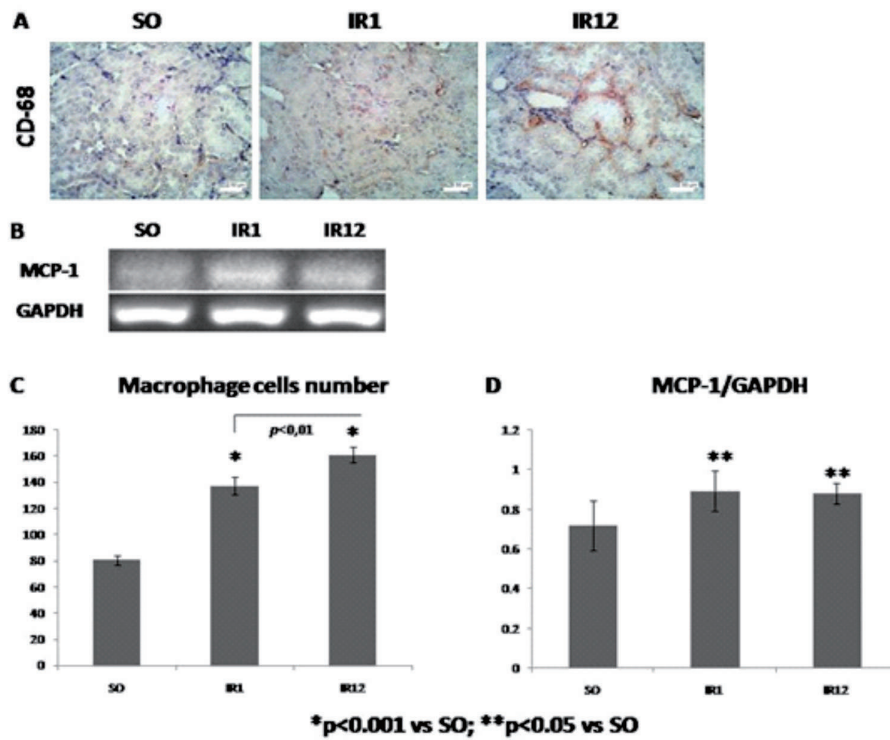 A SO IR1 IR12
CD-68
B SO IR1 IR12
MCP-1
GAPDH
C Macrophage cells number
180
160
140
120
100
80
60
40
20
0
p<0,01
*
*
SO IR1 IR12
D MCP-1/GAPDH
1.2
1
0.8
0.6
0.4
0.2
0
**
**
SO IR1 IR12
*p<0.001 vs SO; **p<0.05 vs SO